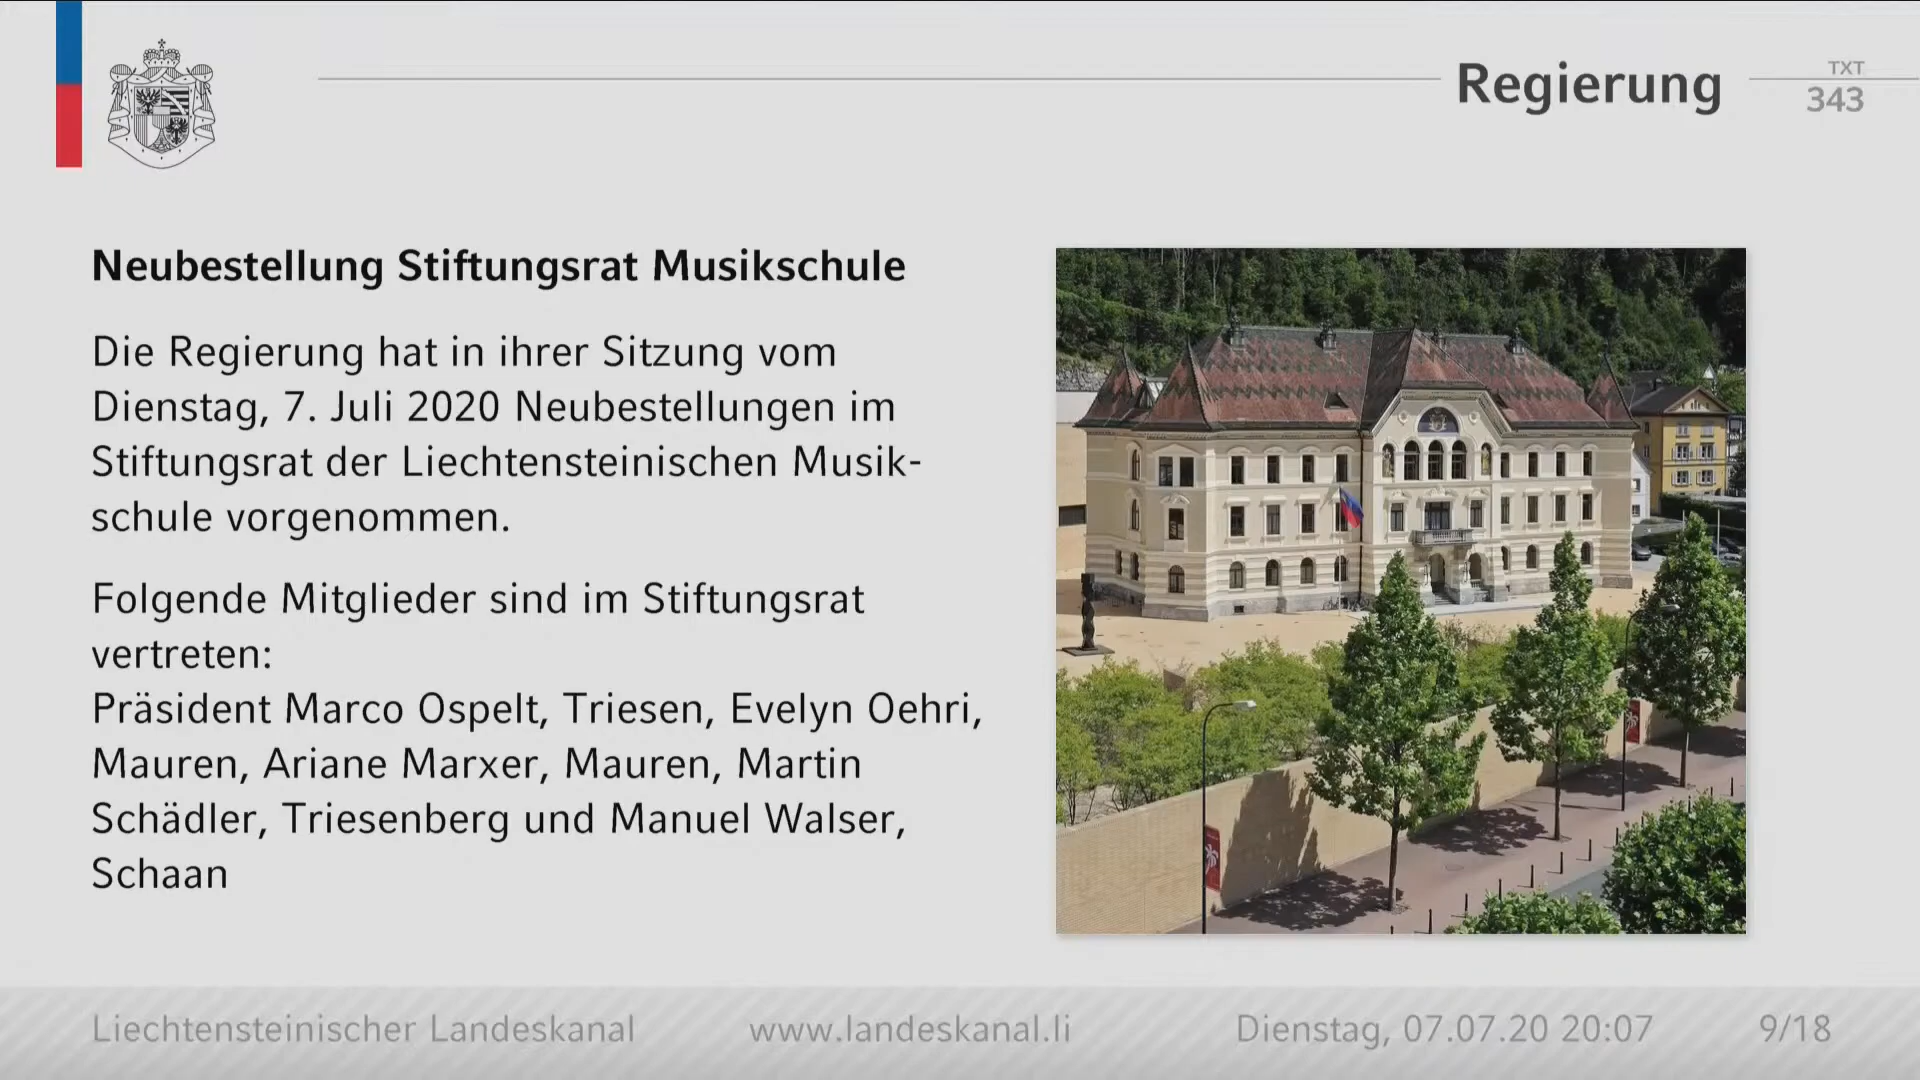 Regierung
TXT
343
Neubestellung Stiftungsrat Musikschule
Die Regierung hat in ihrer Sitzung vom
Dienstag, 7. Juli 2020 Neubestellungen im
Stiftungsrat der Liechtensteinischen Musik-
schule vorgenommen.
Folgende Mitglieder sind im Stiftungsrat
vertreten:
Präsident Marco Ospelt, Triesen, Evelyn Oehri,
Mauren, Ariane Marxer, Mauren, Martin
Schädler, Triesenberg und Manuel Walser,
Schaan
Liechtensteinischer Landeskanal
www.landeskanal.li
Dienstag, 07.07.20 20:07
9/18